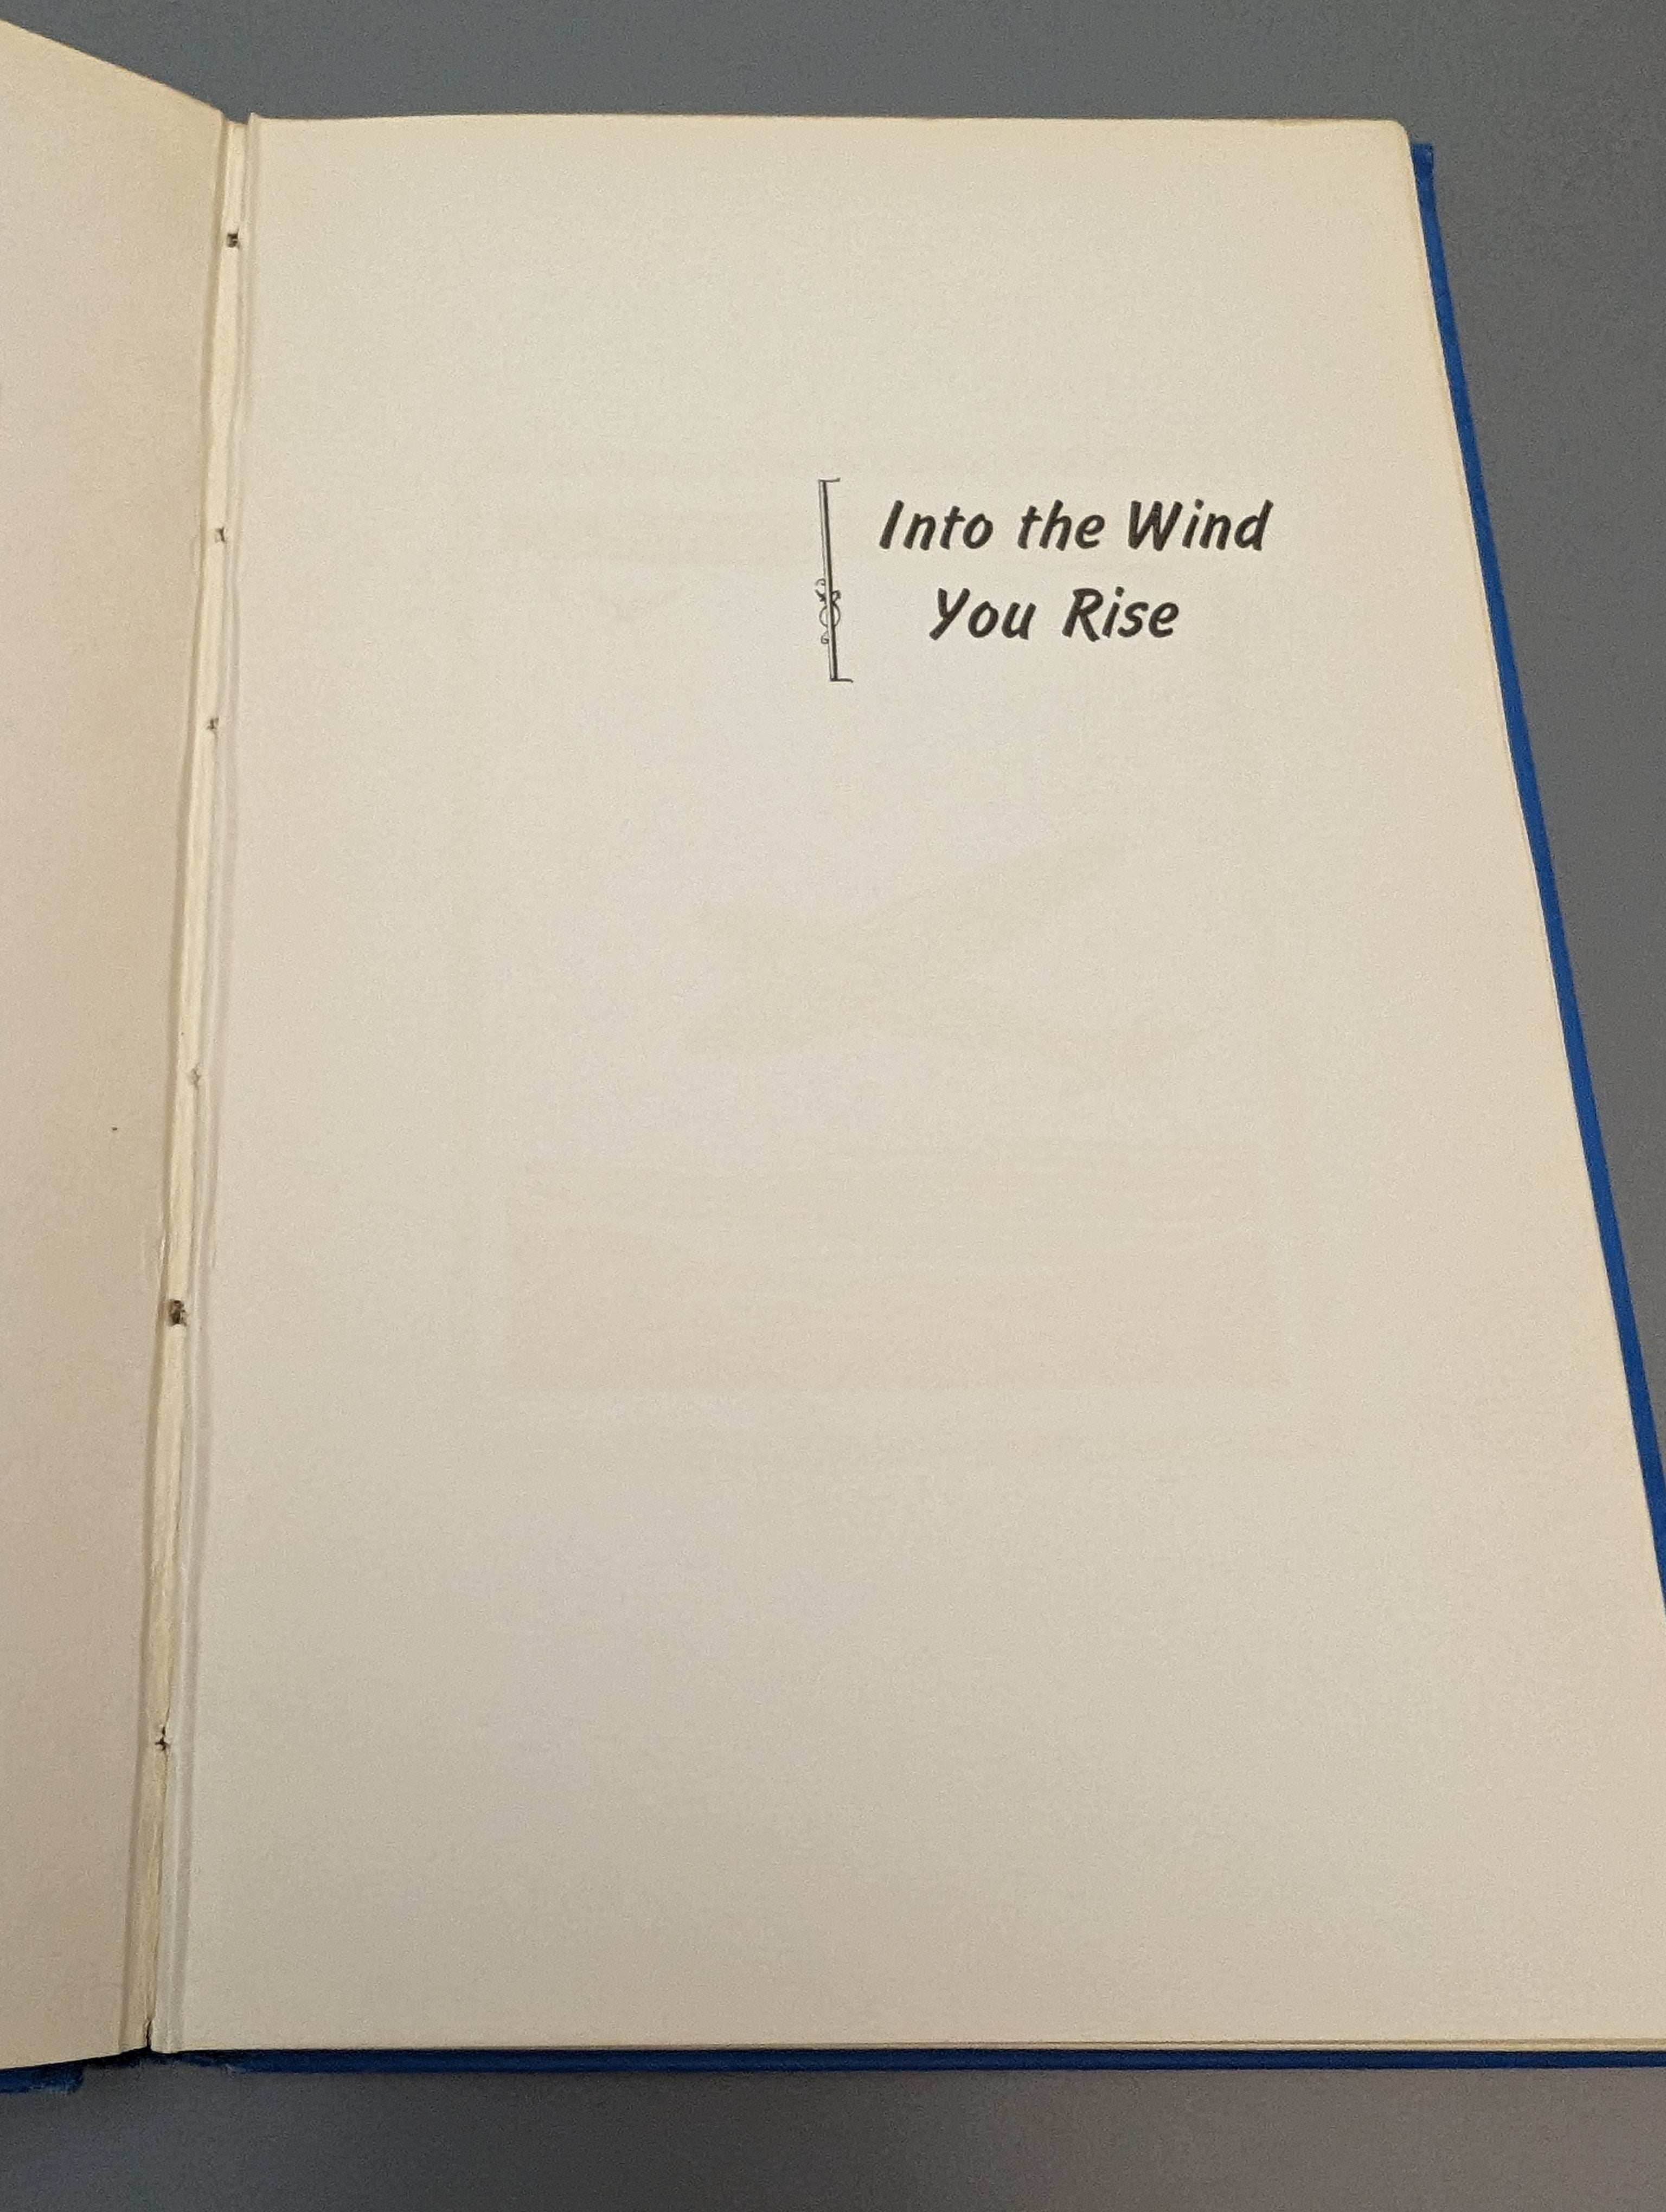 Into the Wind
You Rise